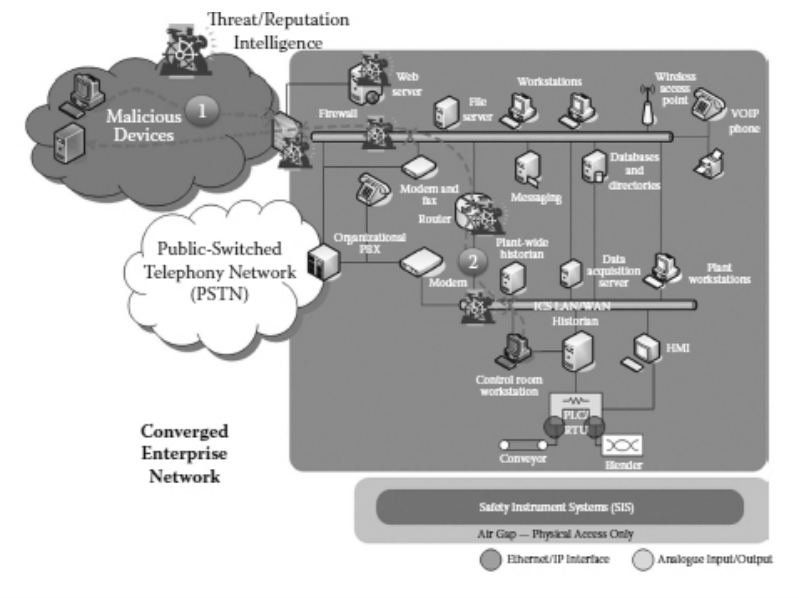 Threat/Reputation
Intelligence
Malicious
Devices
1
Web
server
Firewall
File
server
Workstations
Wireless
access
point
VOIP
phone
Modem and
fax
Messaging
Databases
and
directories
Router
Organizational
PBX
Public-Switched
Telephony Network
(PSTN)
Modem
2
Plant-wide
historian
Data
acquisition
server
Plant
workstations
ICS LAN/WAN
Historian
HMI
Control room
workstation
PLC/
RTU
Conveyor
Blender
Converged
Enterprise
Network
Safety Instrument Systems (SIS)
Air Gap — Physical Access Only
Ethernet/IP Interface
Analogue Input/Output